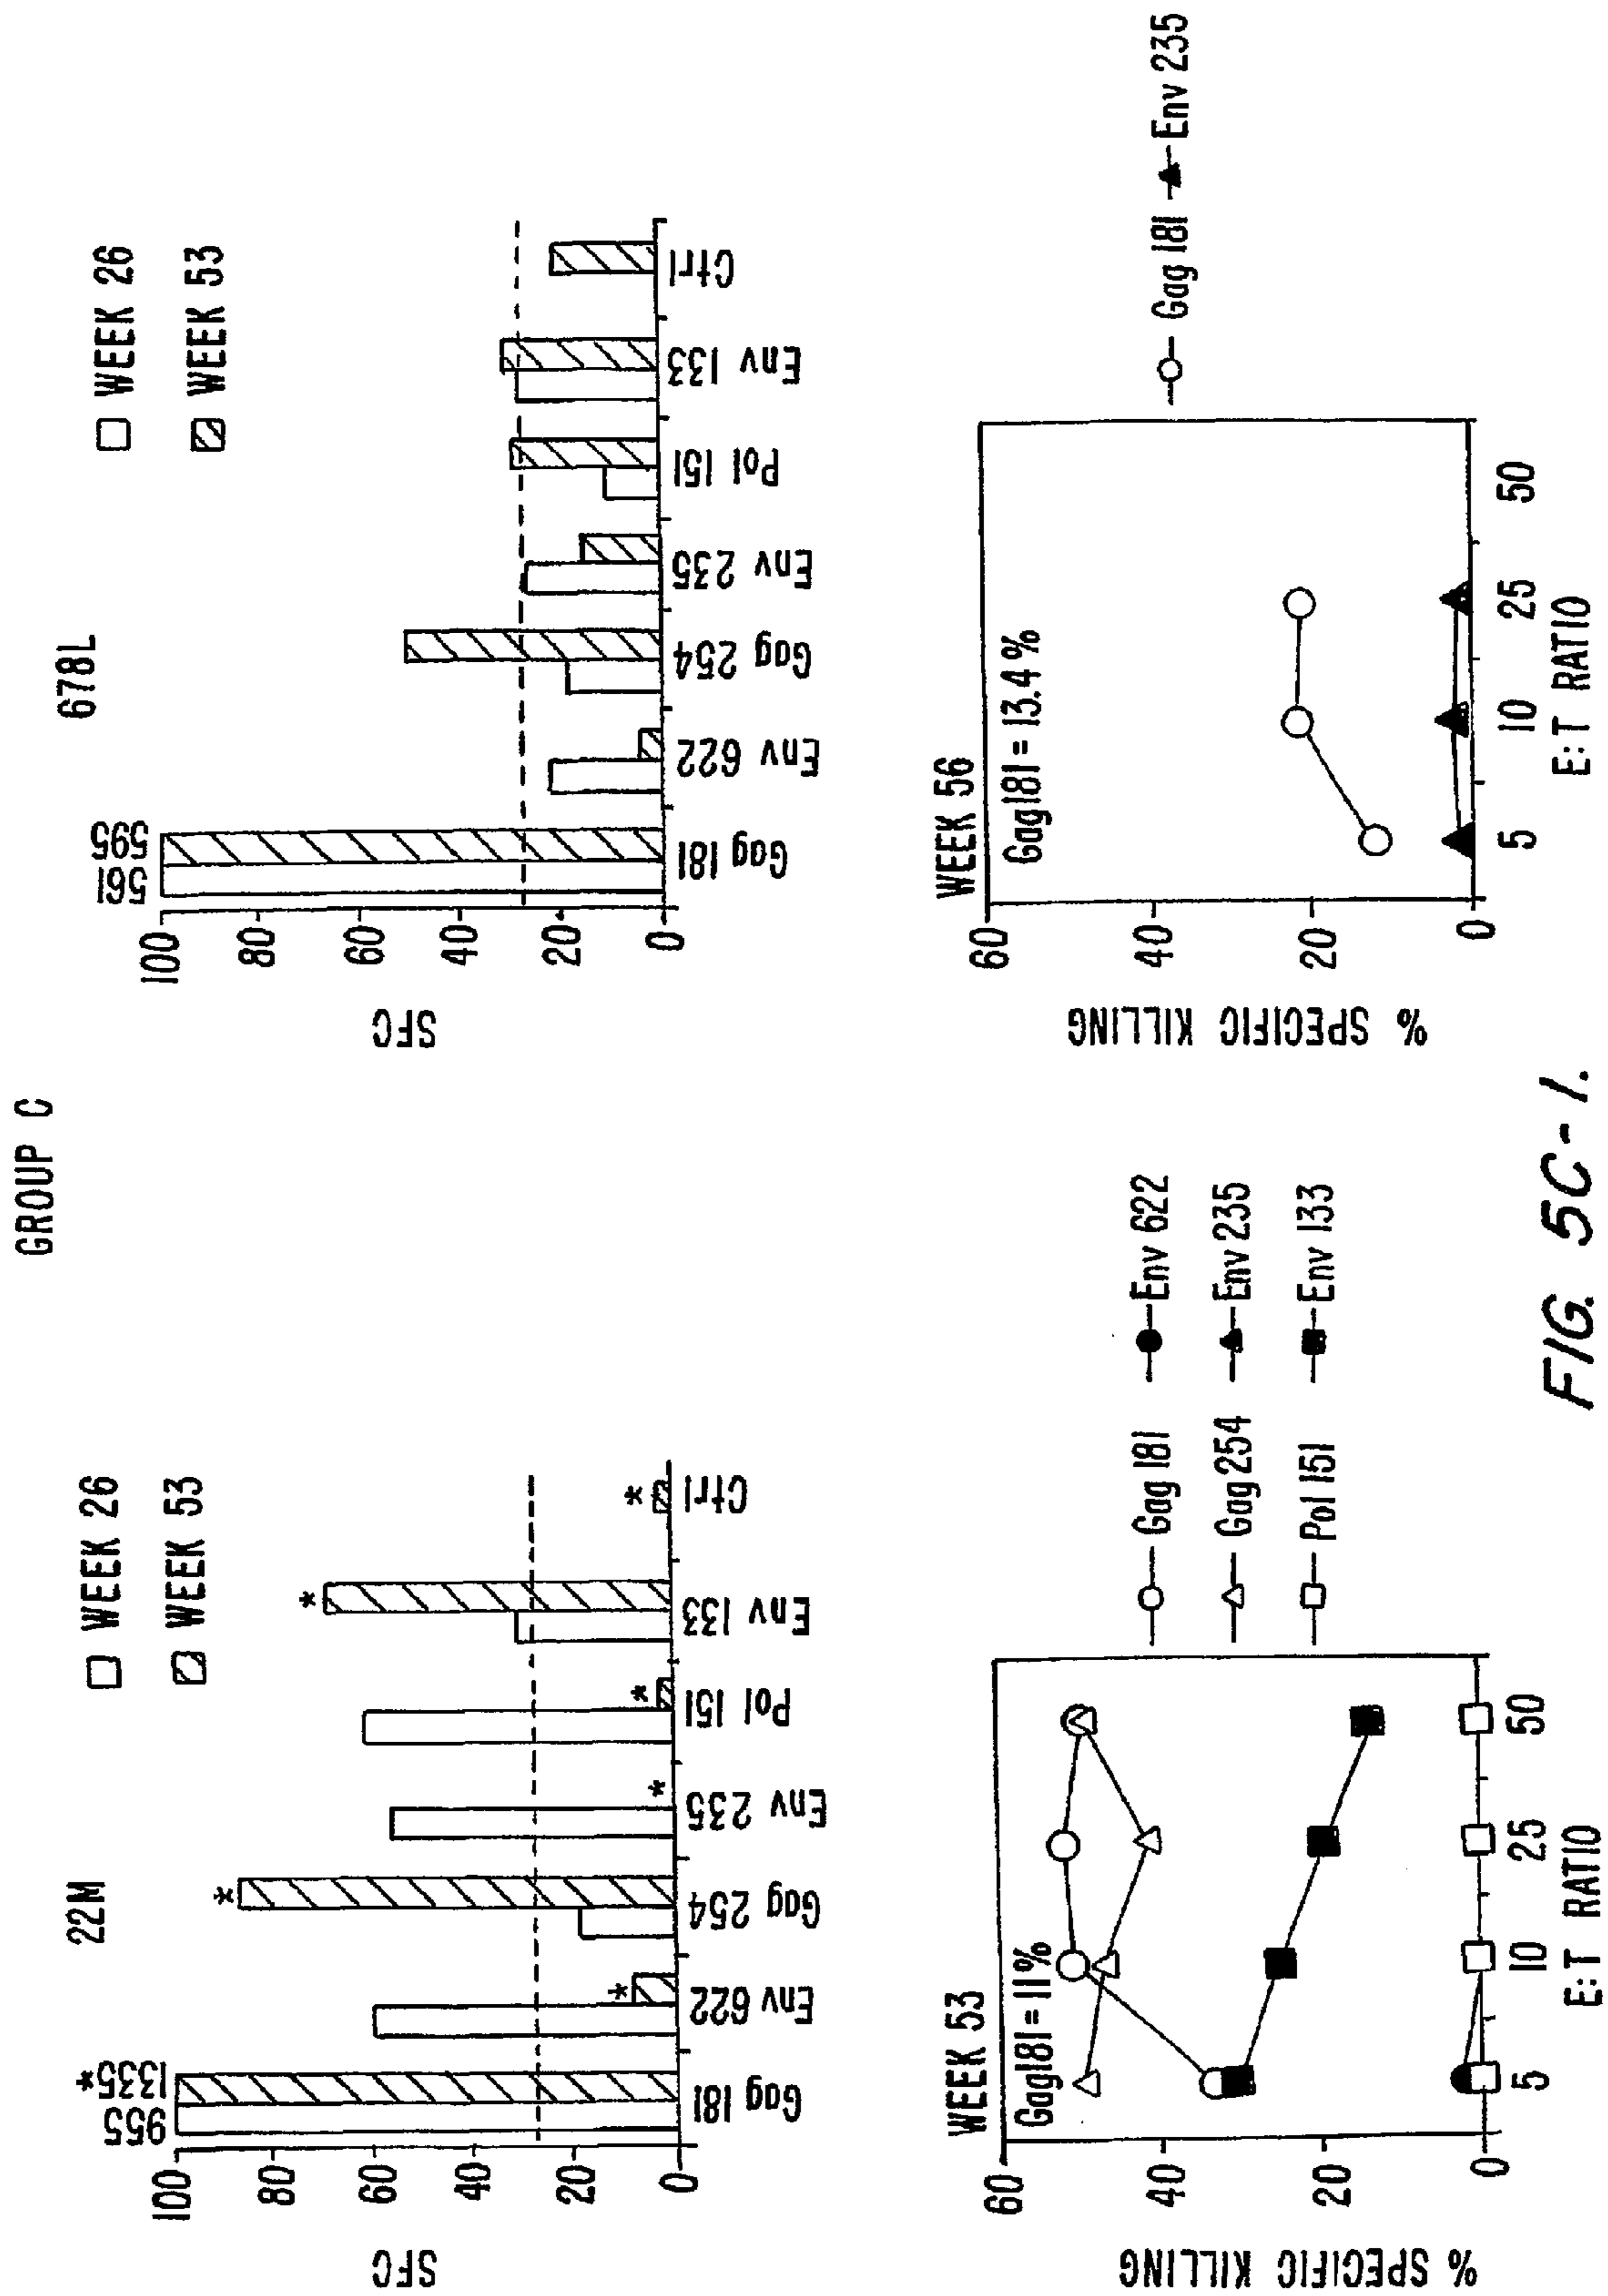 GROUP C
22M
□ WEEK 26
▨ WEEK 53
SFC
100
80
60
40
20
0
955
1335*
*
*
*
*
*
*
Gag 181
Env 622
Gag 254
Env 235
Pol 151
Env 133
Ctrl
678L
□ WEEK 26
▨ WEEK 53
SFC
100
80
60
40
20
0
561
595
Gag 181
Env 622
Gag 254
Env 235
Pol 151
Env 133
Ctrl
WEEK 53
Gag181 = 11%
% SPECIFIC KILLING
60
40
20
0
5 10 25 50
E:T RATIO
Gag 181 Env 622
Gag 254 Env 235
Pol 151 Env 133
WEEK 56
Gag181 = 13.4 %
% SPECIFIC KILLING
60
40
20
0
5 10 25 50
E:T RATIO
Gag 181 Env 235
FIG. 5C-1.